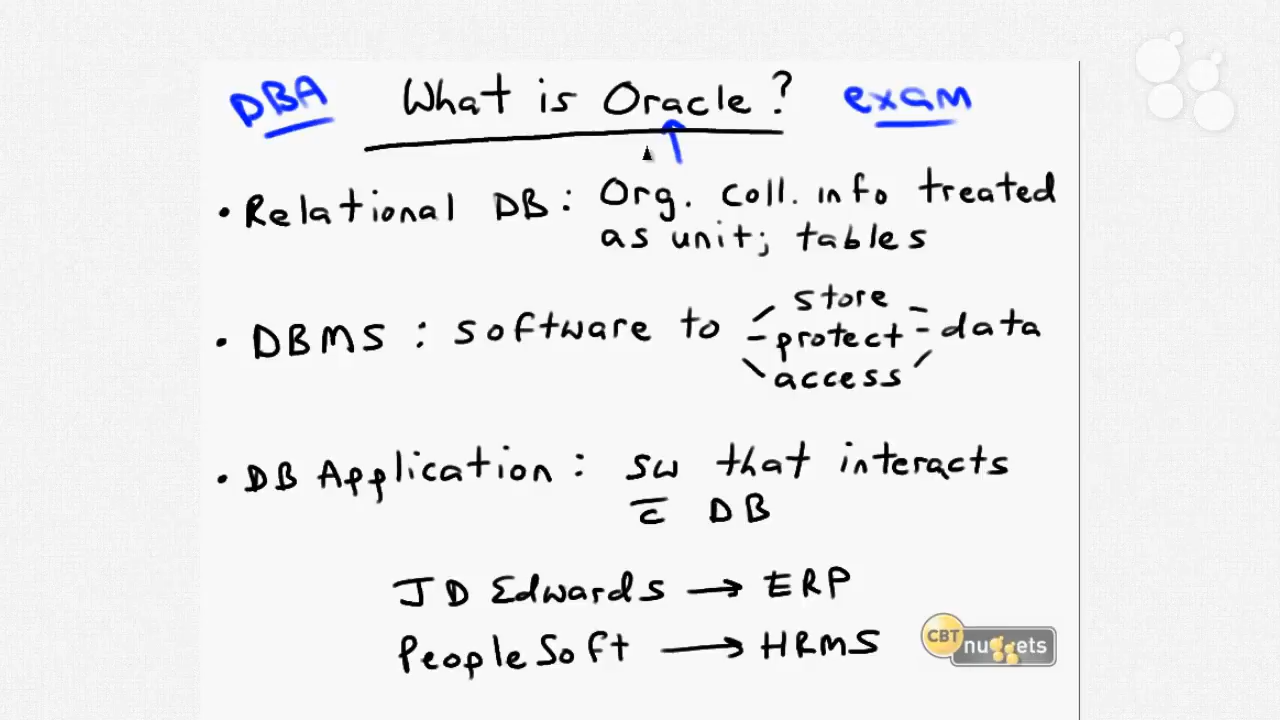 DBA What is Oracle? exam
• Relational DB: Org. coll. info treated
as unit; tables
store
• DBMS: software to protect data
access
• DB Application: sw that interacts
c̅ DB
JD Edwards → ERP
PeopleSoft → HRMS
CBT nuggets